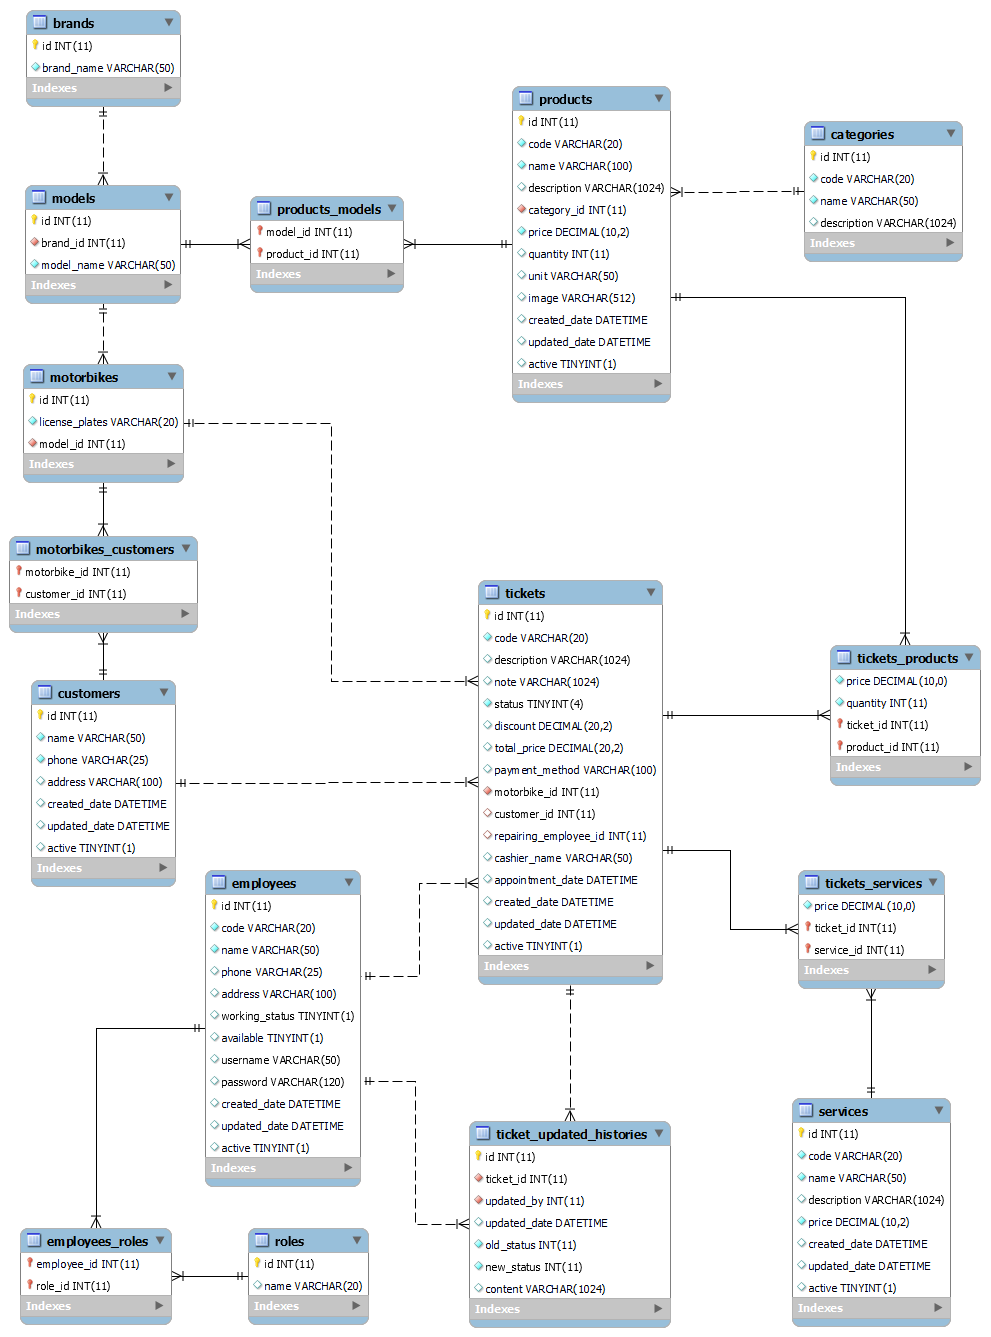 brands
id INT(11)
brand_name VARCHAR(50)
Indexes
models
id INT(11)
brand_id INT(11)
model_name VARCHAR(50)
Indexes
products_models
model_id INT(11)
product_id INT(11)
Indexes
products
id INT(11)
code VARCHAR(20)
name VARCHAR(100)
description VARCHAR(1024)
category_id INT(11)
price DECIMAL(10,2)
quantity INT(11)
unit VARCHAR(50)
image VARCHAR(512)
created_date DATETIME
updated_date DATETIME
active TINYINT(1)
Indexes
categories
id INT(11)
code VARCHAR(20)
name VARCHAR(50)
description VARCHAR(1024)
Indexes
motorbikes
id INT(11)
license_plates VARCHAR(20)
model_id INT(11)
Indexes
motorbikes_customers
motorbike_id INT(11)
customer_id INT(11)
Indexes
customers
id INT(11)
name VARCHAR(50)
phone VARCHAR(25)
address VARCHAR(100)
created_date DATETIME
updated_date DATETIME
active TINYINT(1)
Indexes
tickets
id INT(11)
code VARCHAR(20)
description VARCHAR(1024)
note VARCHAR(1024)
status TINYINT(4)
discount DECIMAL(20,2)
total_price DECIMAL(20,2)
payment_method VARCHAR(100)
motorbike_id INT(11)
customer_id INT(11)
repairing_employee_id INT(11)
cashier_name VARCHAR(50)
appointment_date DATETIME
created_date DATETIME
updated_date DATETIME
active TINYINT(1)
Indexes
tickets_products
price DECIMAL(10,0)
quantity INT(11)
ticket_id INT(11)
product_id INT(11)
Indexes
employees
id INT(11)
code VARCHAR(20)
name VARCHAR(50)
phone VARCHAR(25)
address VARCHAR(100)
working_status TINYINT(1)
available TINYINT(1)
username VARCHAR(50)
password VARCHAR(120)
created_date DATETIME
updated_date DATETIME
active TINYINT(1)
Indexes
tickets_services
price DECIMAL(10,0)
ticket_id INT(11)
service_id INT(11)
Indexes
services
id INT(11)
code VARCHAR(20)
name VARCHAR(50)
description VARCHAR(1024)
price DECIMAL(10,2)
created_date DATETIME
updated_date DATETIME
active TINYINT(1)
Indexes
ticket_updated_histories
id INT(11)
ticket_id INT(11)
updated_by INT(11)
updated_date DATETIME
old_status INT(11)
new_status INT(11)
content VARCHAR(1024)
Indexes
employees_roles
employee_id INT(11)
role_id INT(11)
Indexes
roles
id INT(11)
name VARCHAR(20)
Indexes